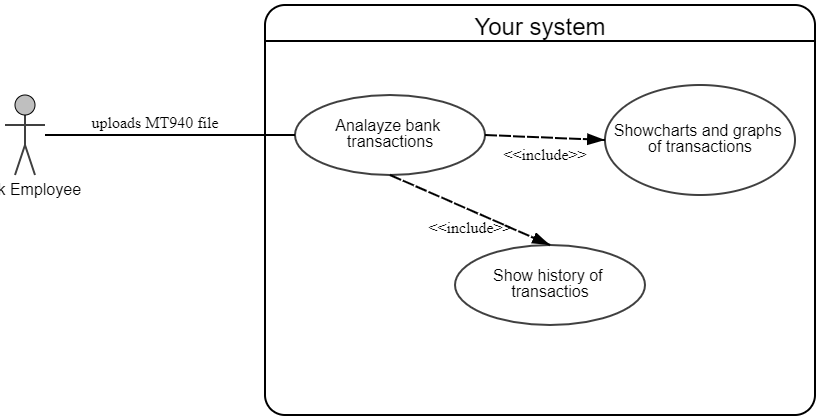 Your system
uploads MT940 file
Analayze bank
transactions
Showcharts and graphs
of transactions
<<include>>
k Employee
<<include>>
Show history of
transactios